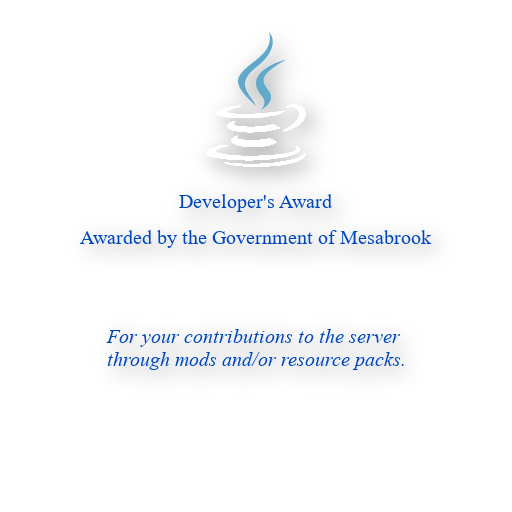 Developer's Award
Awarded by the Government of Mesabrook
For your contributions to the server
through mods and/or resource packs.